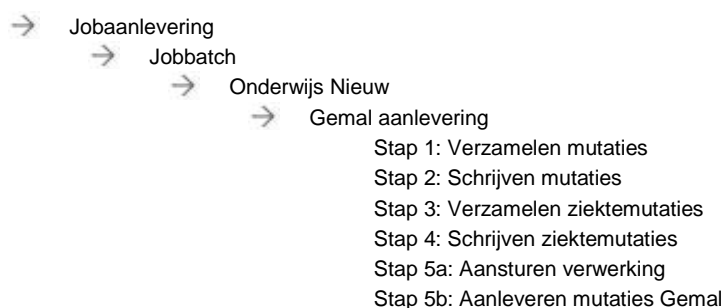 Jobaanlevering
Jobbatch
Onderwijs Nieuw
Gemal aanlevering
Stap 1: Verzamelen mutaties
Stap 2: Schrijven mutaties
Stap 3: Verzamelen ziektemutaties
Stap 4: Schrijven ziektemutaties
Stap 5a: Aansturen verwerking
Stap 5b: Aanleveren mutaties Gemal